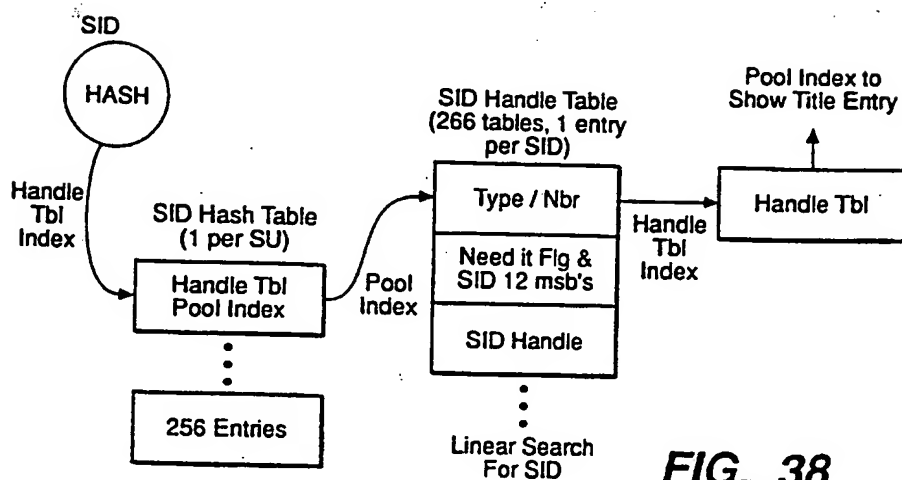 SID
HASH
Handle
Tbl
Index
SID Hash Table
(1 per SU)
Handle Tbl
Pool Index
256 Entries
Pool
Index
SID Handle Table
(266 tables, 1 entry
per SID)
Type / Nbr
Need it Flg &
SID 12 msb's
SID Handle
Linear Search
For SID
Handle
Tbl
Index
Pool Index to
Show Title Entry
Handle Tbl
FIG. 38